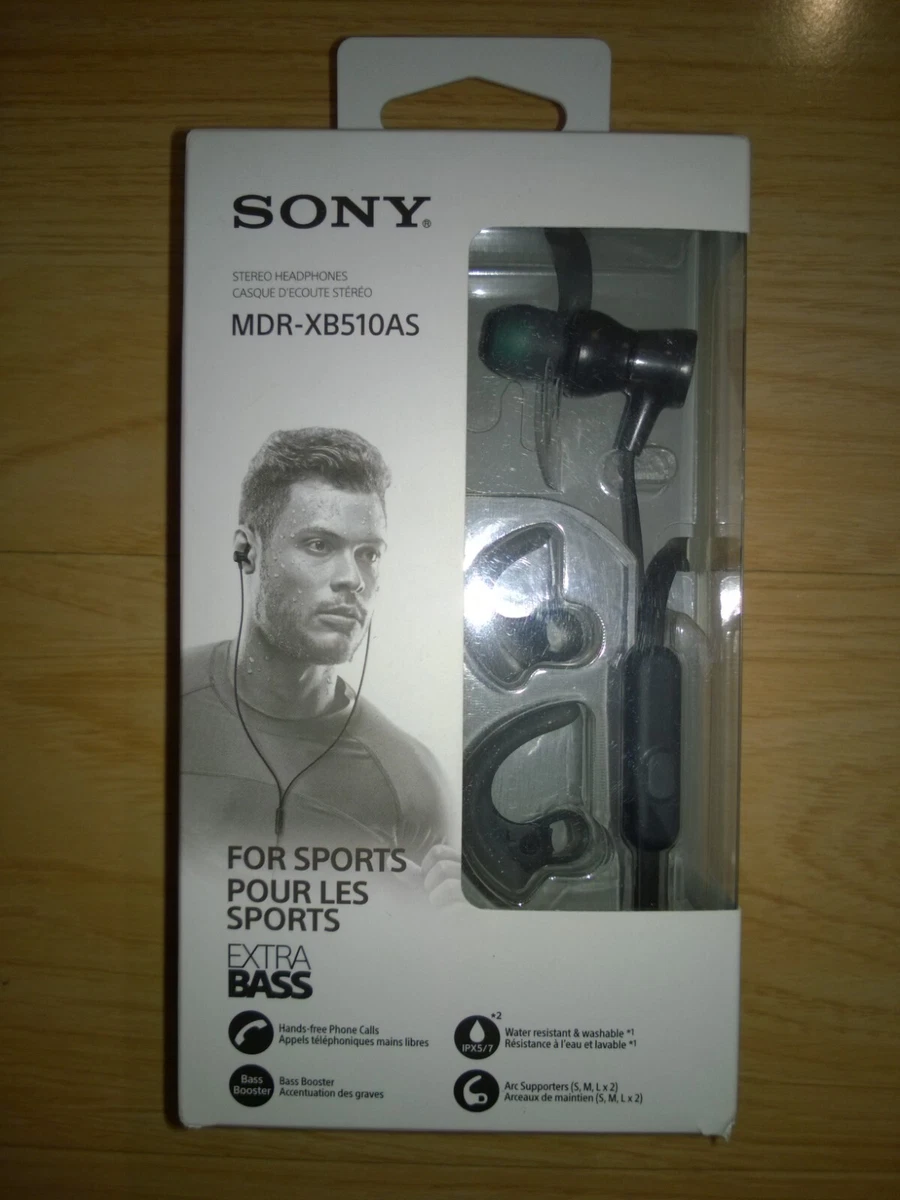 SONY®
STEREO HEADPHONES
CASQUE D'ECOUTE STÉRÉO
MDR-XB510AS
FOR SPORTS
POUR LES
SPORTS
EXTRA
BASS
Hands-free Phone Calls
Appels téléphoniques mains libres
*2
IPX5/7
Water resistant & washable *1
Résistance à l'eau et lavable *1
Bass
Booster
Bass Booster
Accentuation des graves
Arc Supporters (S, M, L x 2)
Arceaux de maintien (S, M, L x 2)